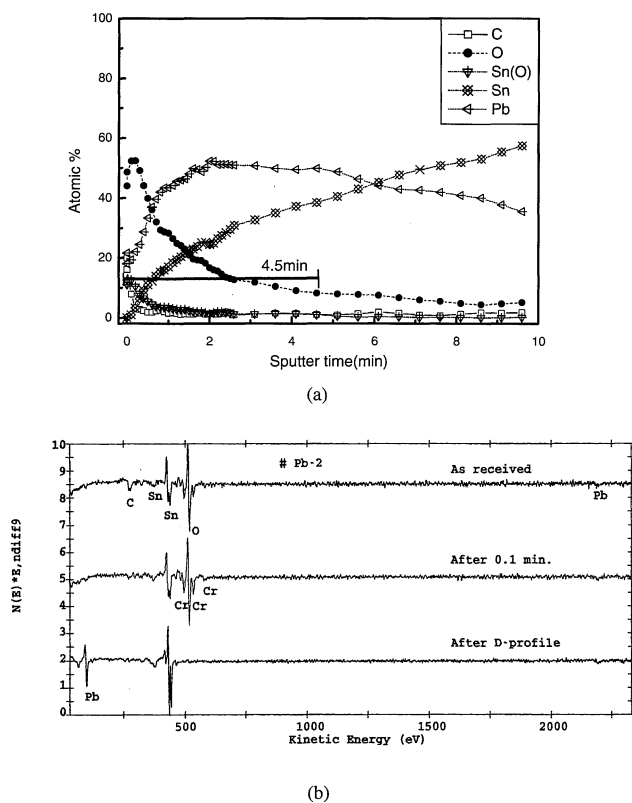 100
80
60
40
20
0
Atomic %
C
O
Sn(O)
Sn
Pb
4.5min
0 2 4 6 8 10
Sputter time(min)
(a)
10
9
8
7
6
5
4
3
2
1
0
N(E)*E,ndiff9
# Pb-2
As received
C Sn Sn O Pb
After 0.1 min.
Cr Cr Cr
After D-profile
Pb
500 1000 1500 2000
Kinetic Energy (eV)
(b)